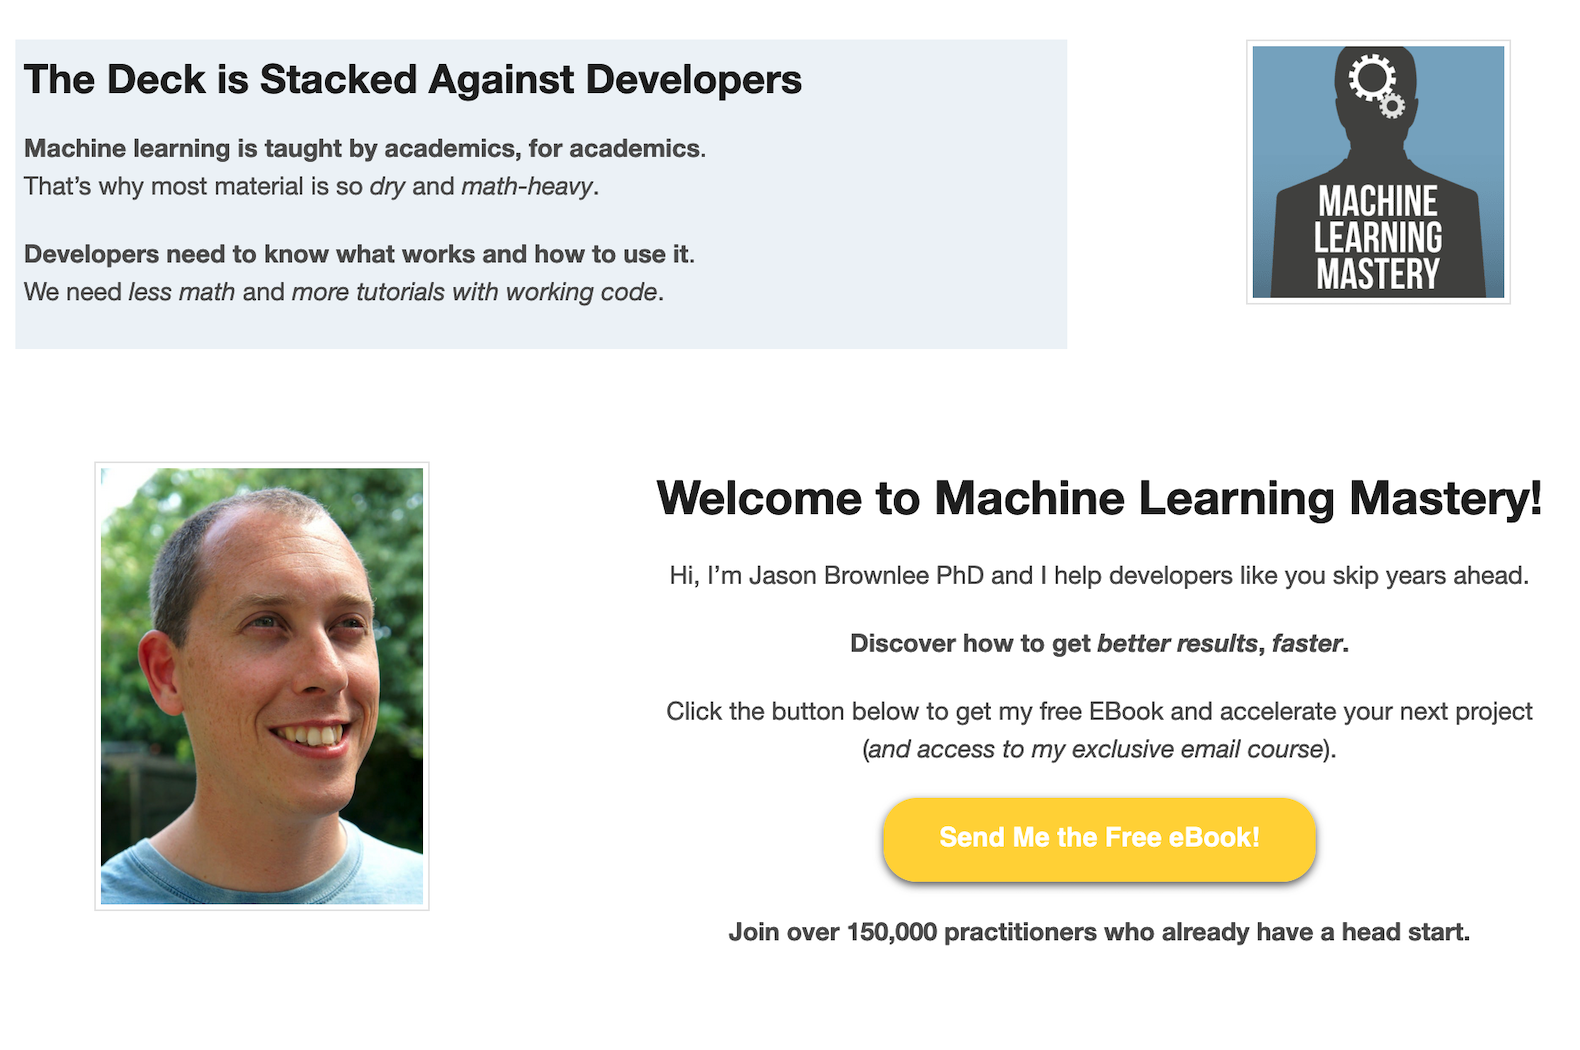 The Deck is Stacked Against Developers
Machine learning is taught by academics, for academics.
That’s why most material is so dry and math-heavy.
Developers need to know what works and how to use it.
We need less math and more tutorials with working code.
MACHINE
LEARNING
MASTERY
Welcome to Machine Learning Mastery!
Hi, I’m Jason Brownlee PhD and I help developers like you skip years ahead.
Discover how to get better results, faster.
Click the button below to get my free EBook and accelerate your next project
(and access to my exclusive email course).
Send Me the Free eBook!
Join over 150,000 practitioners who already have a head start.